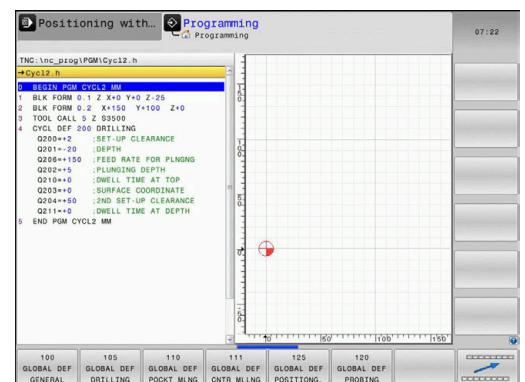 Positioning with...
Programming
Programming
07:22
TNC:\nc_prog\PGM\Cycl2.h
→Cycl2.h
0 BEGIN PGM CYCL2 MM
1 BLK FORM 0.1 Z X+0 Y+0 Z-25
2 BLK FORM 0.2 X+150 Y+100 Z+0
3 TOOL CALL 5 Z S3500
4 CYCL DEF 200 DRILLING
Q200=+2 ;SET-UP CLEARANCE
Q201=-20 ;DEPTH
Q206=+150 ;FEED RATE FOR PLNGNG
Q202=+5 ;PLUNGING DEPTH
Q210=+0 ;DWELL TIME AT TOP
Q203=+0 ;SURFACE COORDINATE
Q204=+50 ;2ND SET-UP CLEARANCE
Q211=+0 ;DWELL TIME AT DEPTH
5 END PGM CYCL2 MM
150
100
50
0
-50
0 50 100 150
100 GLOBAL DEF GENERAL
105 GLOBAL DEF DRILLING
110 GLOBAL DEF POCKT MLNG
111 GLOBAL DEF CNTR MLLNG
125 GLOBAL DEF POSITIONG.
120 GLOBAL DEF PROBING